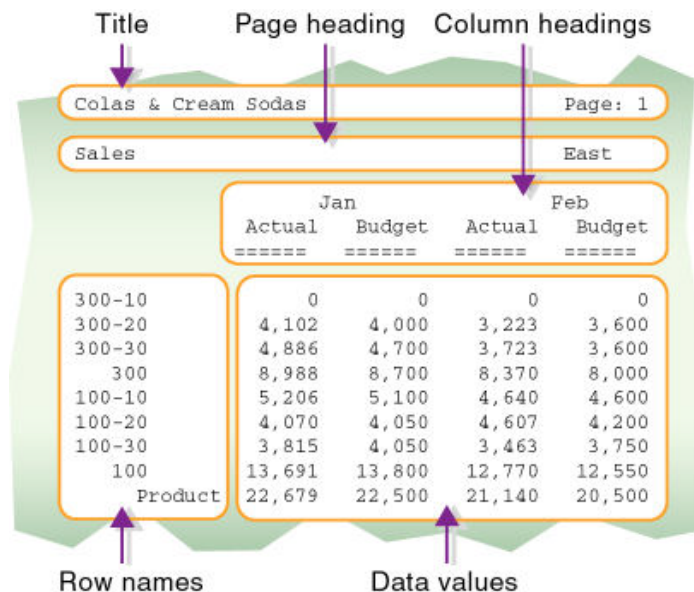 Title Page heading Column headings
Colas & Cream Sodas Page: 1
Sales East
Jan Feb
Actual Budget Actual Budget
====== ====== ====== ======
300-10 0 0 0 0
300-20 4,102 4,000 3,223 3,600
300-30 4,886 4,700 3,723 3,600
300 8,988 8,700 8,370 8,000
100-10 5,206 5,100 4,640 4,600
100-20 4,070 4,050 4,607 4,200
100-30 3,815 4,050 3,463 3,750
100 13,691 13,800 12,770 12,550
Product 22,679 22,500 21,140 20,500
Row names Data values